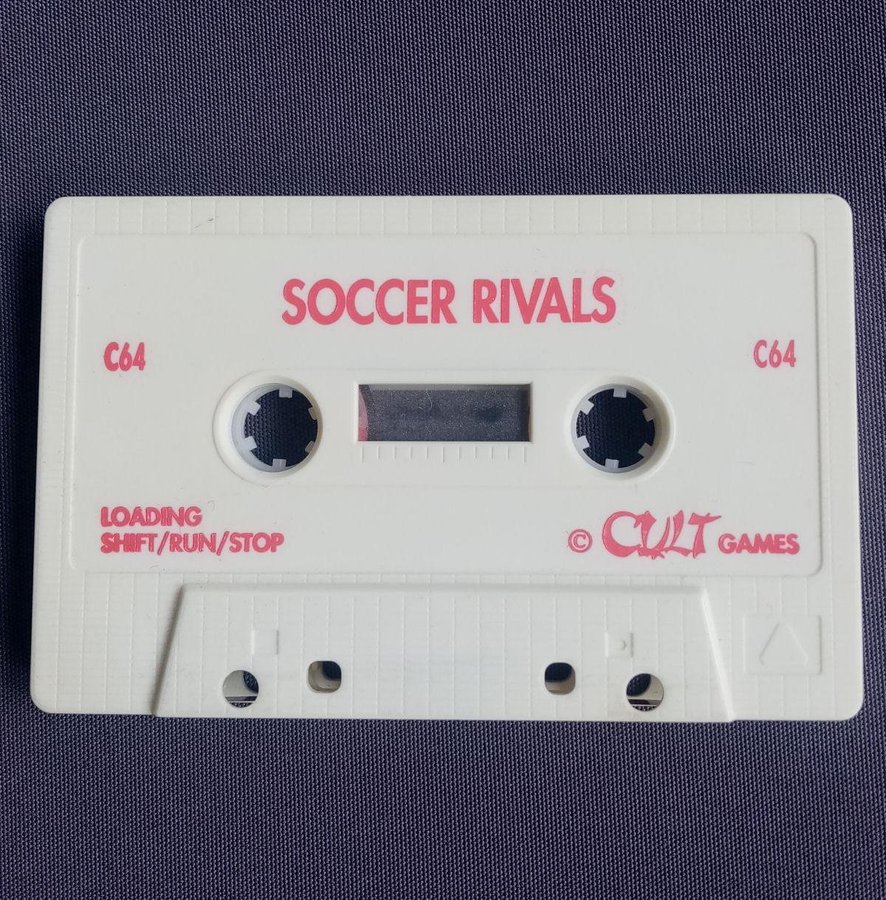 SOCCER RIVALS
C64
C64
LOADING
SHIFT/RUN/STOP
© CULT GAMES